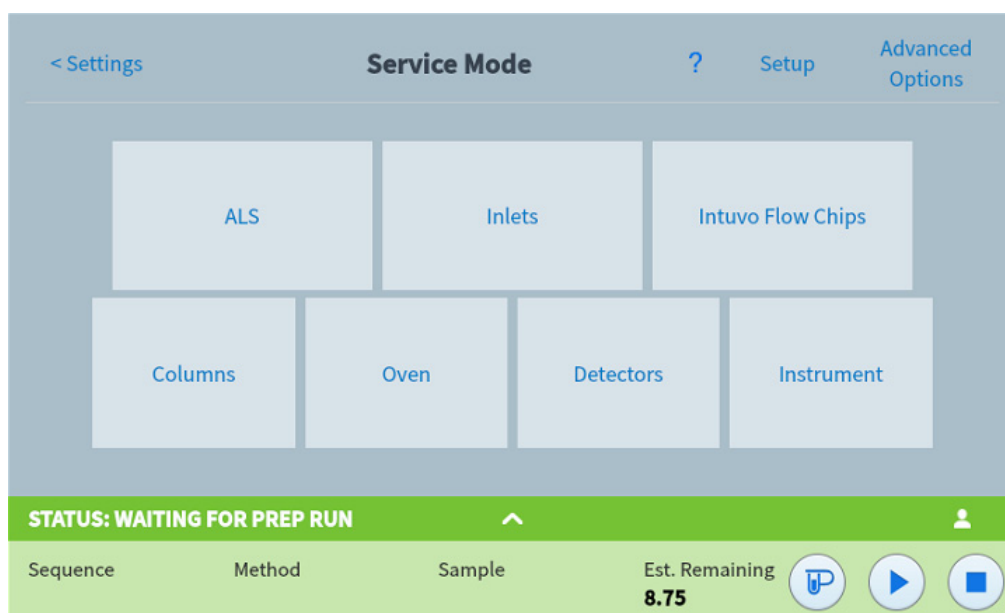 < Settings
Service Mode
?
Setup
Advanced
Options
ALS
Inlets
Intuvo Flow Chips
Columns
Oven
Detectors
Instrument
STATUS: WAITING FOR PREP RUN
Sequence
Method
Sample
Est. Remaining
8.75